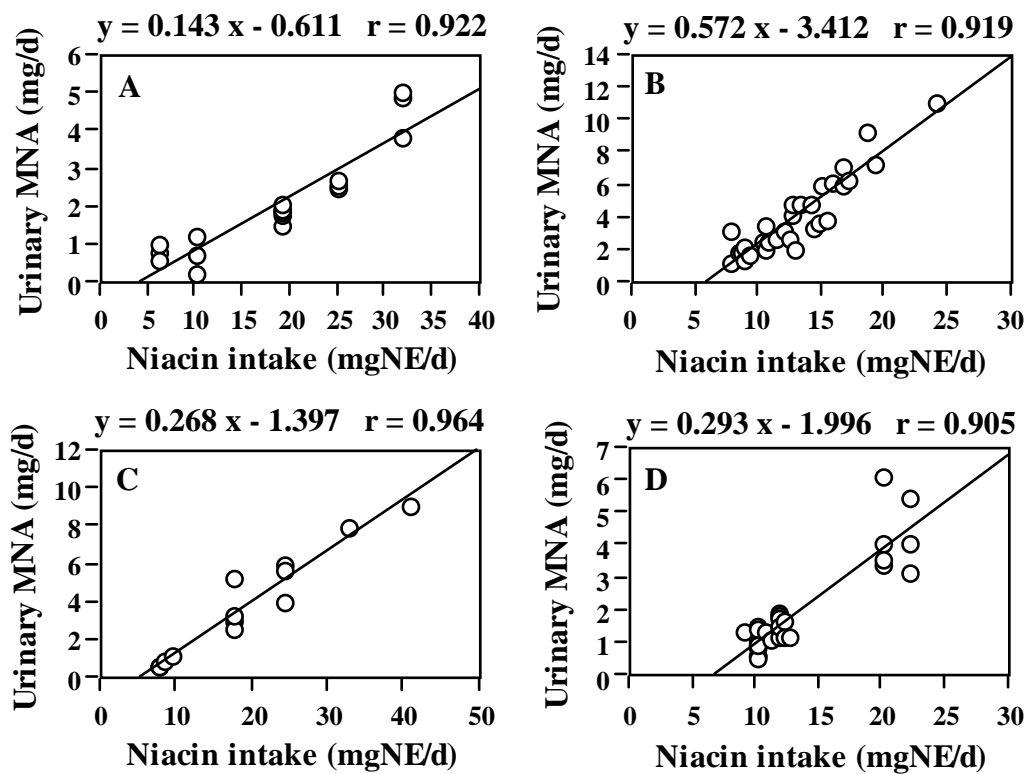 y = 0.143 x - 0.611 r = 0.922
A
Urinary MNA (mg/d)
6
5
4
3
2
1
0
0 5 10 15 20 25 30 35 40
Niacin intake (mgNE/d)
y = 0.572 x - 3.412 r = 0.919
B
Urinary MNA (mg/d)
14
12
10
8
6
4
2
0
0 5 10 15 20 25 30
Niacin intake (mgNE/d)
y = 0.268 x - 1.397 r = 0.964
C
Urinary MNA (mg/d)
12
10
8
6
4
2
0
0 10 20 30 40 50
Niacin intake (mgNE/d)
y = 0.293 x - 1.996 r = 0.905
D
Urinary MNA (mg/d)
7
6
5
4
3
2
1
0
0 5 10 15 20 25 30
Niacin intake (mgNE/d)